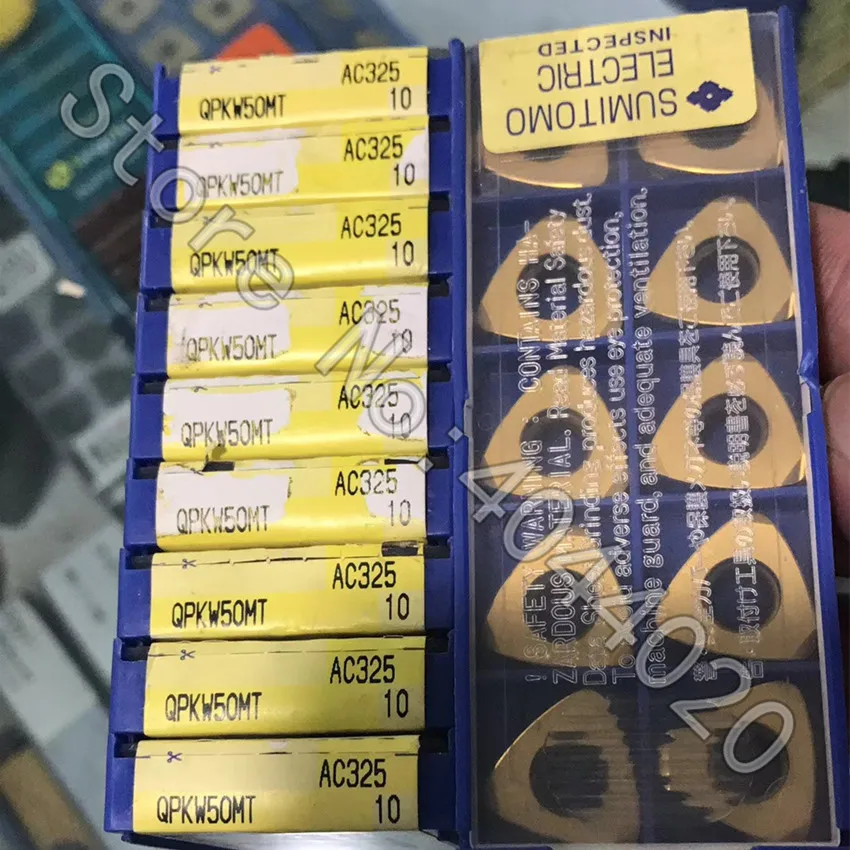 AC325
QPKW50MT 10
AC325
QPKW50MT 10
AC325
QPKW50MT 10
AC325
QPKW50MT 10
AC325
QPKW50MT 10
AC325
QPKW50MT 10
AC325
QPKW50MT 10
AC325
QPKW50MT 10
AC325
QPKW50MT 10
SUMITOMO
ELECTRIC
INSPECTED
! SAFETY WARNING : CONTAINS HA-
ZARDOUS MATERIAL. Read Material Safety
Data Sheet. Grinding produces hazardous dust.
To avoid adverse effects use eye protection,
machine guard, and adequate ventilation.
Store No: 4044020